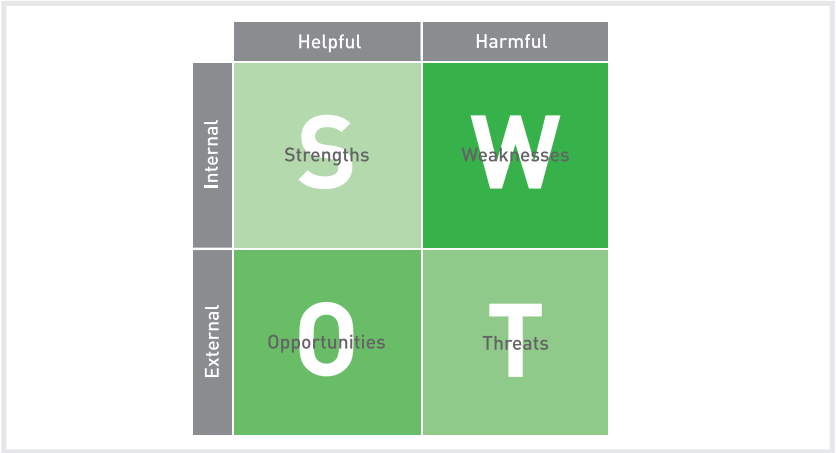 Helpful
Harmful
Internal
S
Strengths
W
Weaknesses
External
O
Opportunities
T
Threats